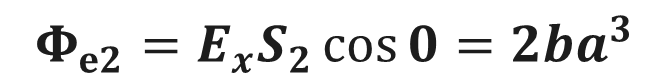 Φₑ₂ = EₓS₂ cos 0 = 2ba³